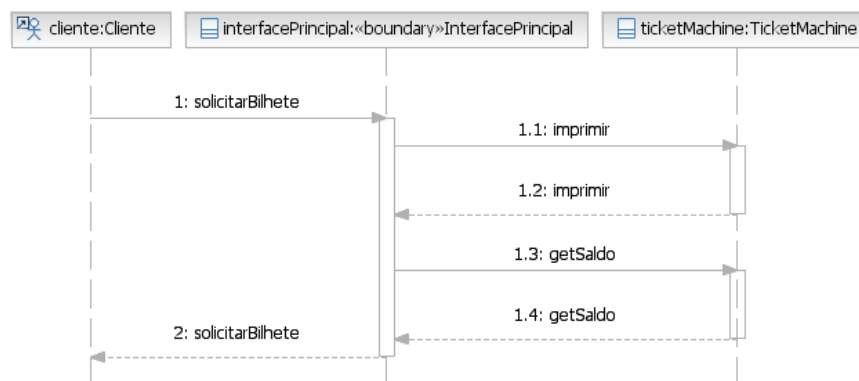 cliente:Cliente
interfacePrincipal:«boundary»InterfacePrincipal
ticketMachine:TicketMachine
1: solicitarBilhete
1.1: imprimir
1.2: imprimir
1.3: getSaldo
1.4: getSaldo
2: solicitarBilhete